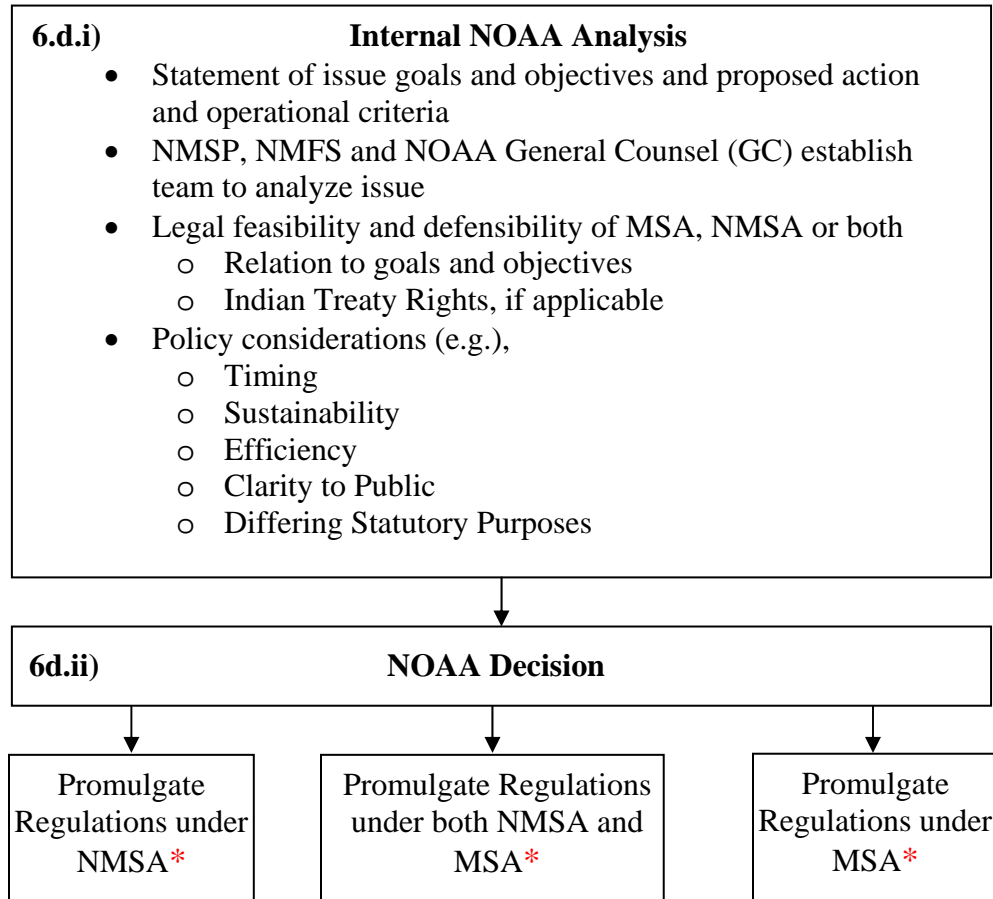 6.d.i) Internal NOAA Analysis
• Statement of issue goals and objectives and proposed action
and operational criteria
• NMSP, NMFS and NOAA General Counsel (GC) establish
team to analyze issue
• Legal feasibility and defensibility of MSA, NMSA or both
o Relation to goals and objectives
o Indian Treaty Rights, if applicable
• Policy considerations (e.g.),
o Timing
o Sustainability
o Efficiency
o Clarity to Public
o Differing Statutory Purposes
6d.ii) NOAA Decision
Promulgate
Regulations under
NMSA*
Promulgate Regulations
under both NMSA and
MSA*
Promulgate
Regulations under
MSA*